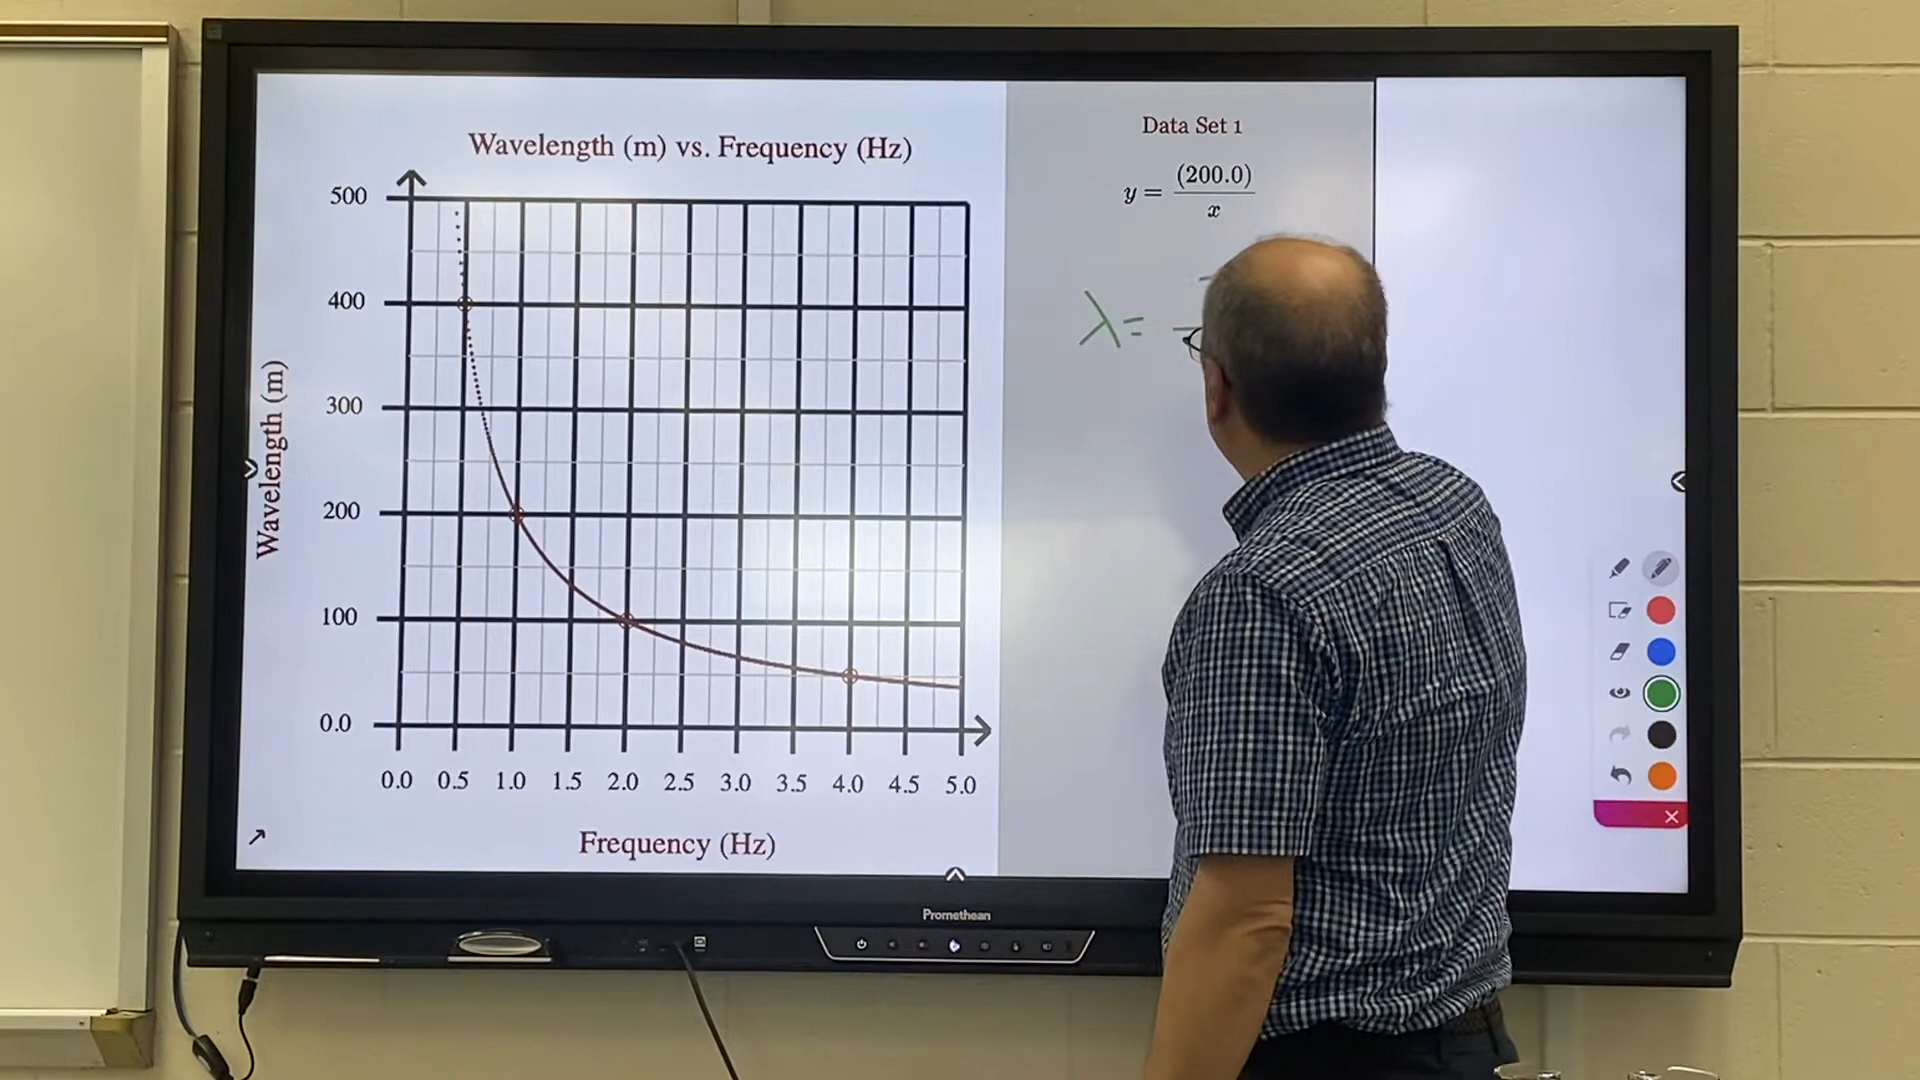 Wavelength (m) vs. Frequency (Hz)
500
400
300
200
100
0.0
Wavelength (m)
0.0 0.5 1.0 1.5 2.0 2.5 3.0 3.5 4.0 4.5 5.0
Frequency (Hz)
Data Set 1
y = (200.0)
x
λ=
Promethean